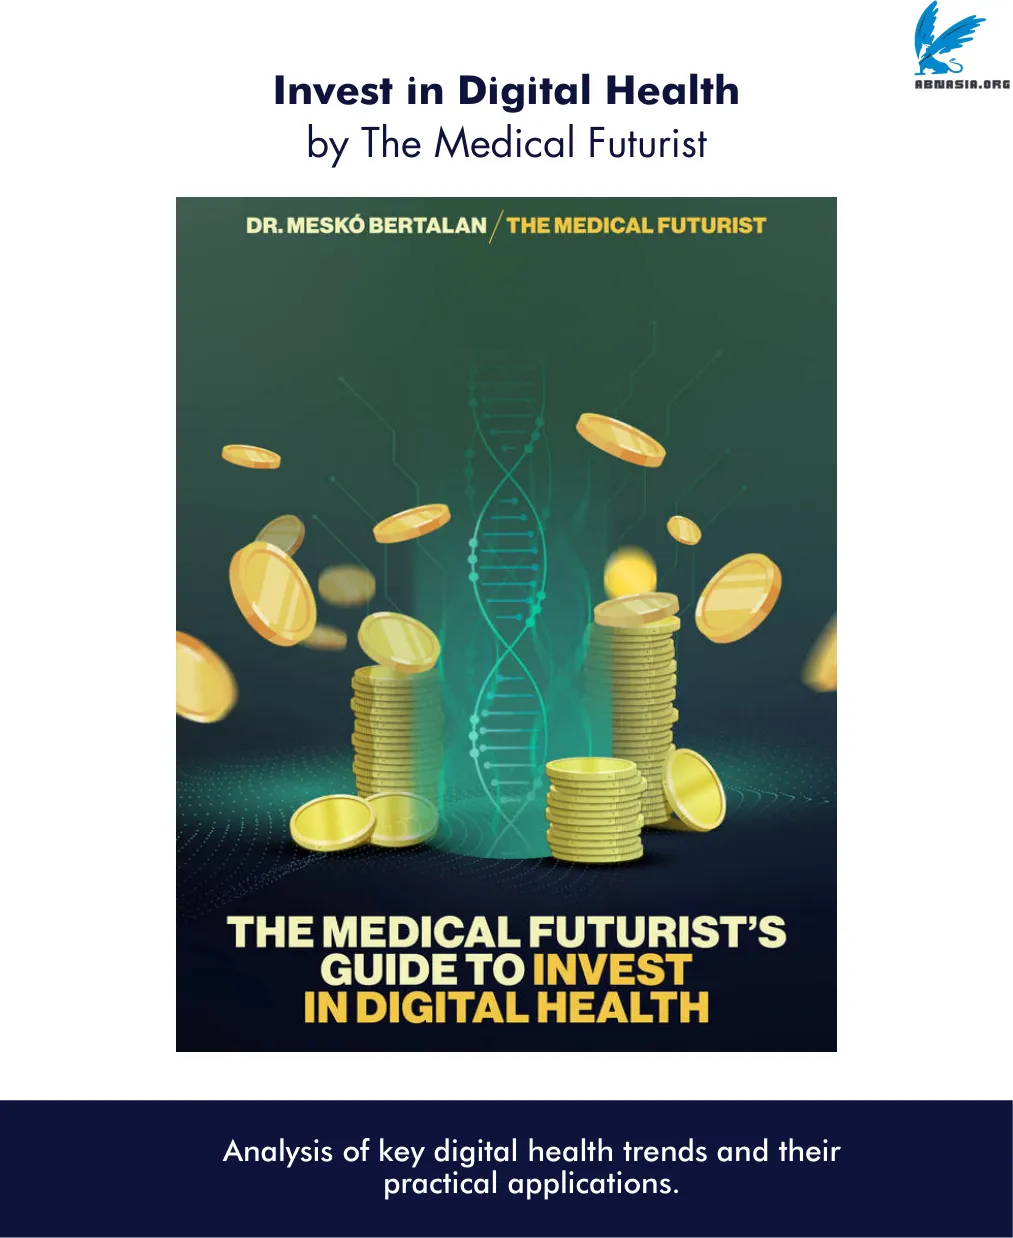 ABNASIA.ORG
Invest in Digital Health
by The Medical Futurist
DR. MESKÓ BERTALAN / THE MEDICAL FUTURIST
THE MEDICAL FUTURIST'S
GUIDE TO INVEST
IN DIGITAL HEALTH
Analysis of key digital health trends and their
practical applications.